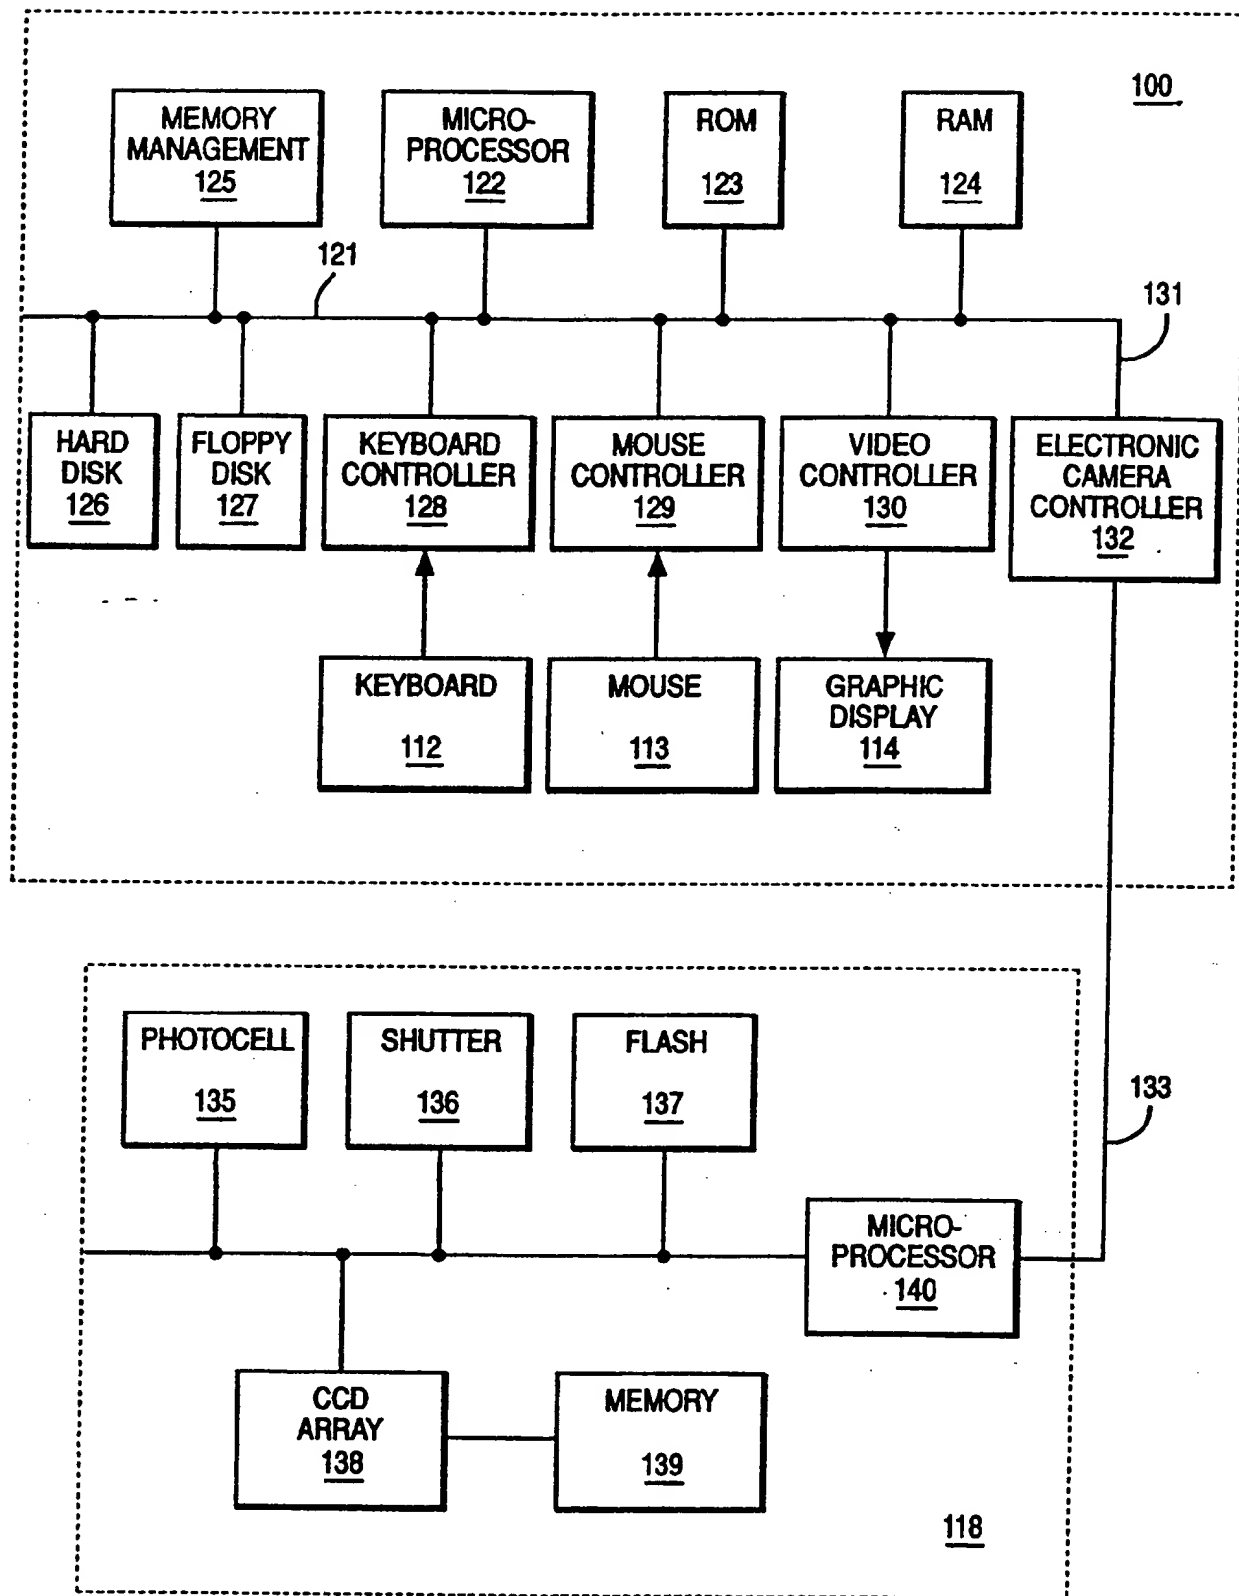 100
MEMORY
MANAGEMENT
125
MICRO-
PROCESSOR
122
ROM
123
RAM
124
121
131
HARD
DISK
126
FLOPPY
DISK
127
KEYBOARD
CONTROLLER
128
MOUSE
CONTROLLER
129
VIDEO
CONTROLLER
130
ELECTRONIC
CAMERA
CONTROLLER
132
KEYBOARD
112
MOUSE
113
GRAPHIC
DISPLAY
114
PHOTOCELL
135
SHUTTER
136
FLASH
137
133
MICRO-
PROCESSOR
140
CCD
ARRAY
138
MEMORY
139
118